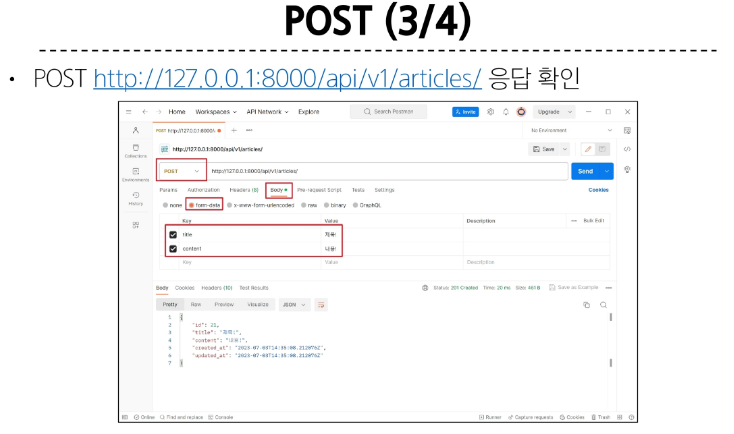 POST (3/4)
• POST http://127.0.0.1:8000/api/v1/articles/ 응답 확인
Home Workspaces API Network Explore Search Postman Invite Upgrade
POST http://127.0.0.1:8000/ No Environment
http://127.0.0.1:8000/api/v1/articles/ Save
Collections
POST http://127.0.0.1:8000/api/v1/articles/ Send
Environments
Params Authorization Headers (8) Body Pre-request Script Tests Settings Cookies
History
none form-data x-www-form-urlencoded raw binary GraphQL
Key Value Description Bulk Edit
title 제목!
content 내용!
Key Value Description
Body Cookies Headers (10) Test Results Status: 201 Created Time: 20 ms Size: 461 B Save as Example
Pretty Raw Preview Visualize JSON
1 {
2 "id": 21,
3 "title": "제목!",
4 "content": "내용!",
5 "created_at": "2023-07-03T14:35:08.212076Z",
6 "updated_at": "2023-07-03T14:35:08.212076Z"
7 }
Online Find and replace Console Runner Capture requests Cookies Trash